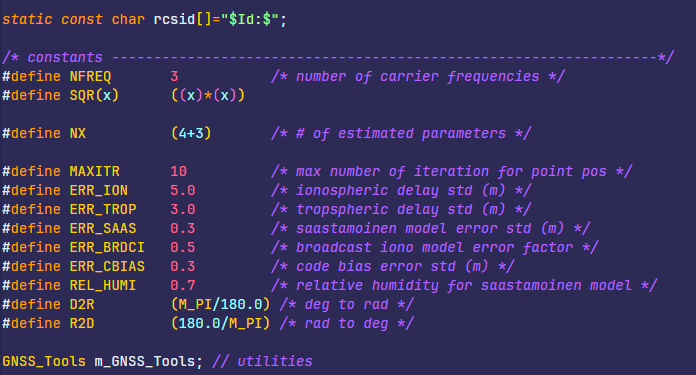 static const char rcsid[]="$Id:$";
/* constants -----------------------------------------------------------------*/
#define NFREQ       3           /* number of carrier frequencies */
#define SQR(x)      ((x)*(x))
#define NX          (4+3)       /* # of estimated parameters */
#define MAXITR      10          /* max number of iteration for point pos */
#define ERR_ION     5.0         /* ionospheric delay std (m) */
#define ERR_TROP    3.0         /* tropspheric delay std (m) */
#define ERR_SAAS    0.3         /* saastamoinen model error std (m) */
#define ERR_BRDCI   0.5         /* broadcast iono model error factor */
#define ERR_CBIAS   0.3         /* code bias error std (m) */
#define REL_HUMI    0.7         /* relative humidity for saastamoinen model */
#define D2R         (M_PI/180.0) /* deg to rad */
#define R2D         (180.0/M_PI) /* rad to deg */
GNSS_Tools m_GNSS_Tools; // utilities